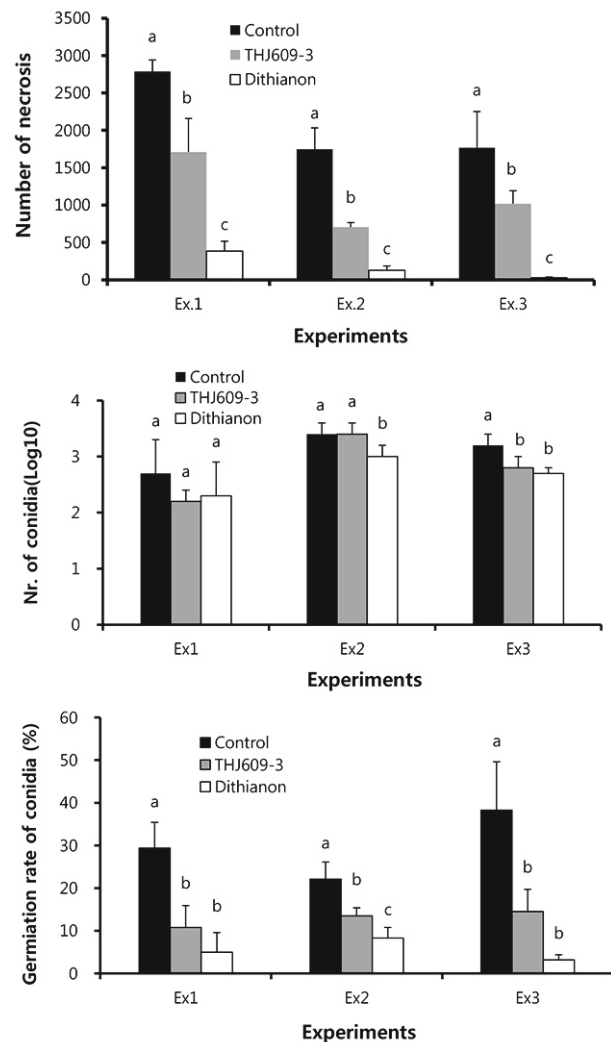 3500
3000
2500
2000
1500
1000
500
0
Number of necrosis
Control
THJ609-3
Dithianon
a
b
c
a
b
c
a
b
c
Ex.1
Ex.2
Ex.3
Experiments
4
3
2
1
0
Nr. of conidia(Log10)
Control
THJ609-3
Dithianon
a
a
a
a
a
b
a
b
b
Ex1
Ex2
Ex3
Experiments
60
50
40
30
20
10
0
Germiation rate of conidia (%)
Control
THJ609-3
Dithianon
a
b
b
a
b
c
a
b
b
Ex1
Ex2
Ex3
Experiments